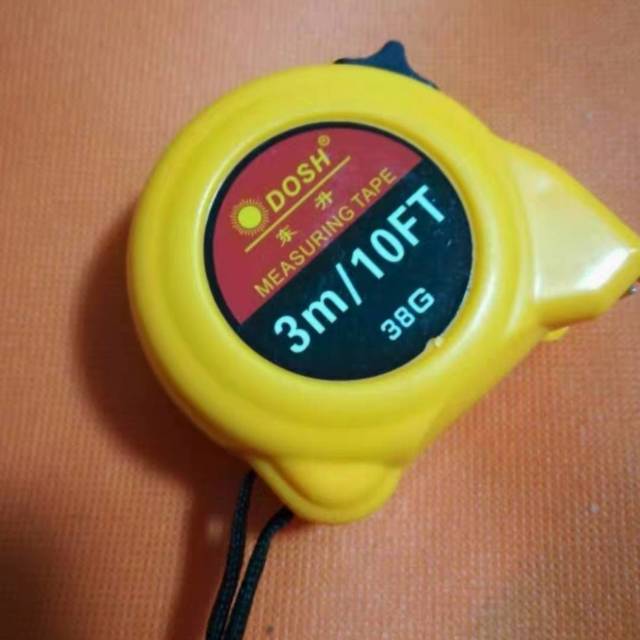 DOSH®
东升
MEASURING TAPE
3m/10FT
38G